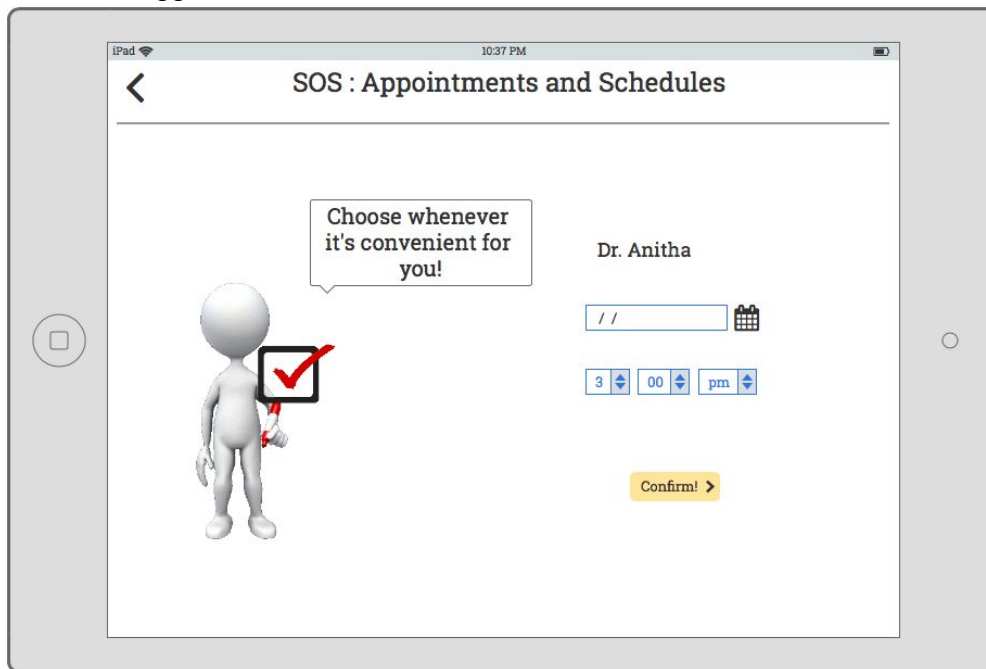 iPad 10:37 PM
SOS : Appointments and Schedules
Choose whenever
it's convenient for
you!
Dr. Anitha
/ /
3 00 pm
Confirm!